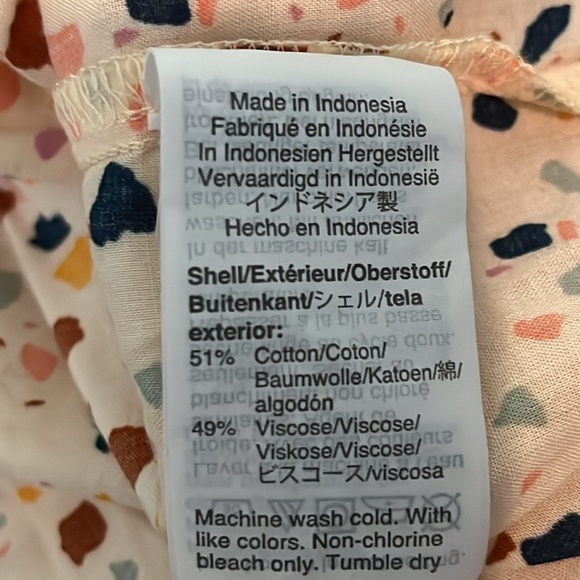 Made in Indonesia
Fabriqué en Indonésie
In Indonesien Hergestellt
Vervaardigd in Indonesië
インドネシア製
Hecho en Indonesia
Shell/Extérieur/Oberstoff/
Buitenkant/シェル/tela
exterior:
51% Cotton/Coton/
Baumwolle/Katoen/綿/
algodón
49% Viscose/Viscose/
Viskose/Viscose/
ビスコース/viscosa
Machine wash cold. With
like colors. Non-chlorine
bleach only. Tumble dry